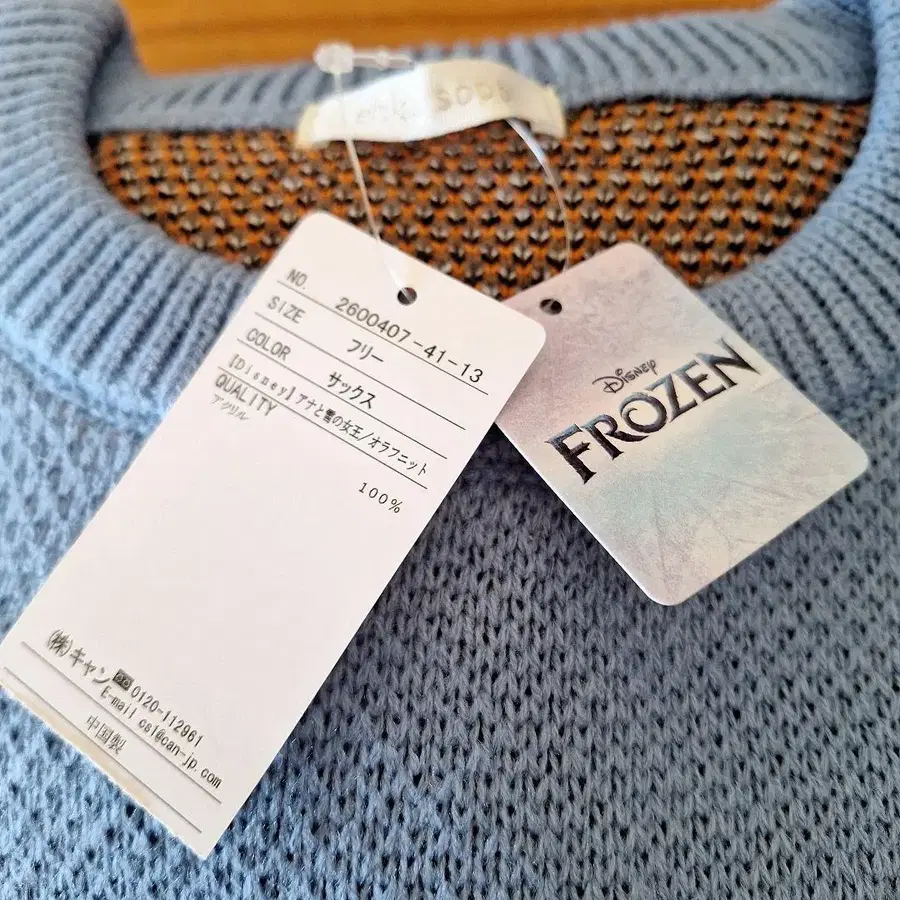 NO. 2600407-41-13
SIZE フリー
COLOR サックス
【Disney】アナと雪の女王/オラフニット
QUALITY
アクリル 100%
(株)キャン 0120-112961
E-mail cs1@can-jp.com
中国製
Disney
FROZEN